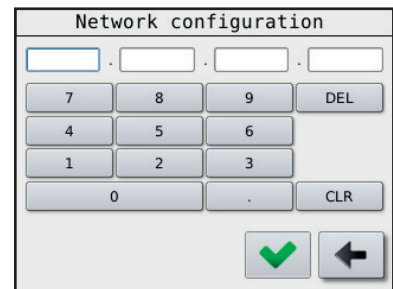 Network configuration
. . .
7 8 9 DEL
4 5 6
1 2 3
0 . CLR